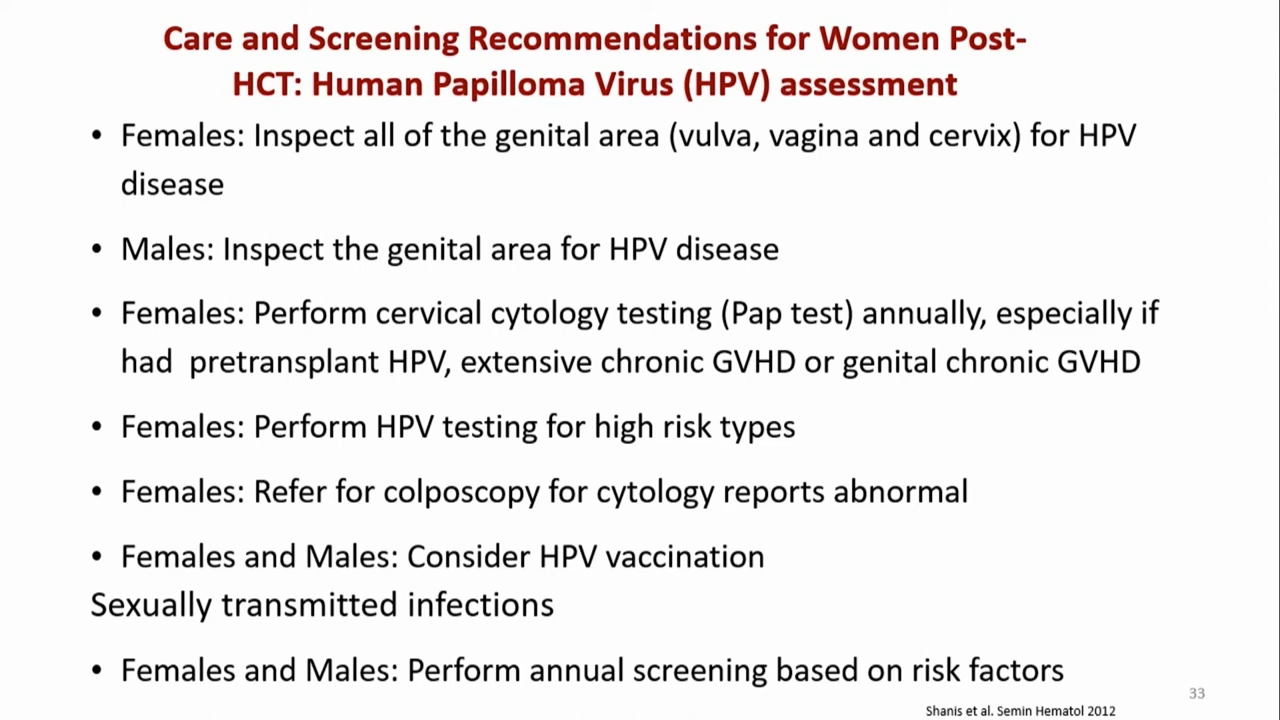 Care and Screening Recommendations for Women Post-
HCT: Human Papilloma Virus (HPV) assessment
• Females: Inspect all of the genital area (vulva, vagina and cervix) for HPV
disease
• Males: Inspect the genital area for HPV disease
• Females: Perform cervical cytology testing (Pap test) annually, especially if
had  pretransplant HPV, extensive chronic GVHD or genital chronic GVHD
• Females: Perform HPV testing for high risk types
• Females: Refer for colposcopy for cytology reports abnormal
• Females and Males: Consider HPV vaccination
Sexually transmitted infections
• Females and Males: Perform annual screening based on risk factors
33
Shanis et al. Semin Hematol 2012